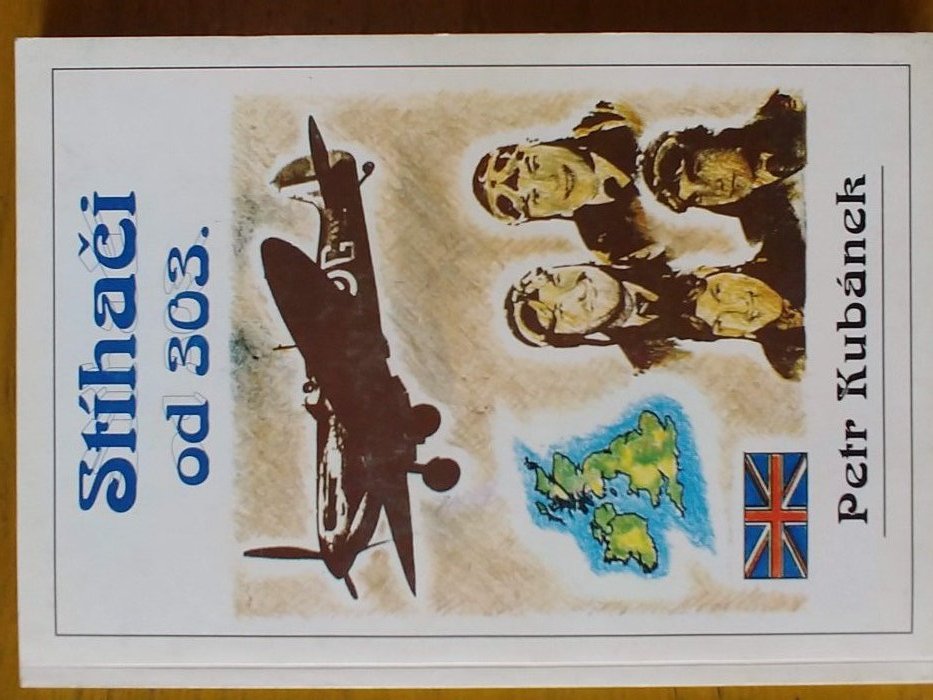 Stíhači
od 303.
Petr Kubánek